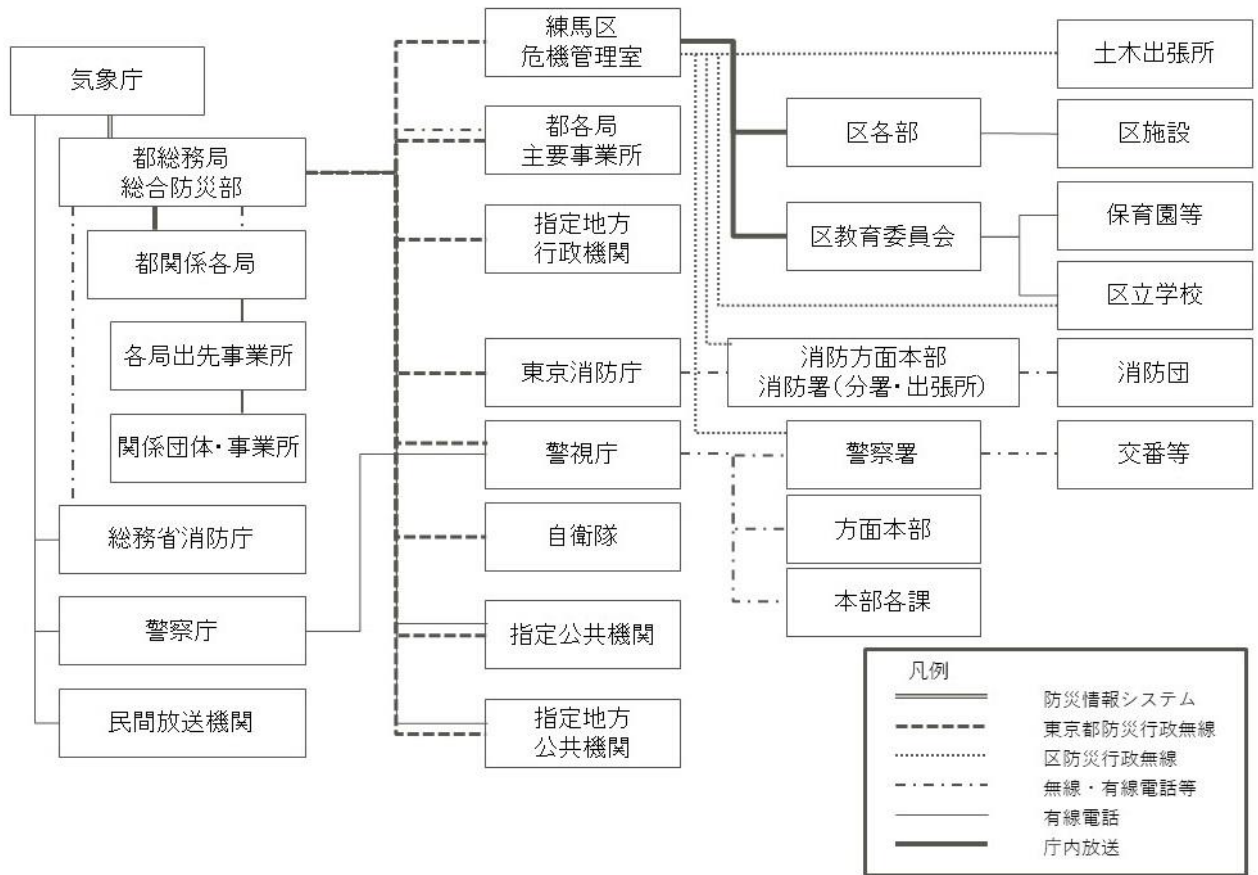 気象庁
都総務局
総合防災部
都関係各局
各局出先事業所
関係団体・事業所
総務省消防庁
警察庁
民間放送機関
練馬区
危機管理室
都各局
主要事業所
指定地方
行政機関
東京消防庁
警視庁
自衛隊
指定公共機関
指定地方
公共機関
区各部
区教育委員会
消防方面本部
消防署(分署・出張所)
警察署
方面本部
本部各課
土木出張所
区施設
保育園等
区立学校
消防団
交番等
凡例
防災情報システム
東京都防災行政無線
区防災行政無線
無線・有線電話等
有線電話
庁内放送